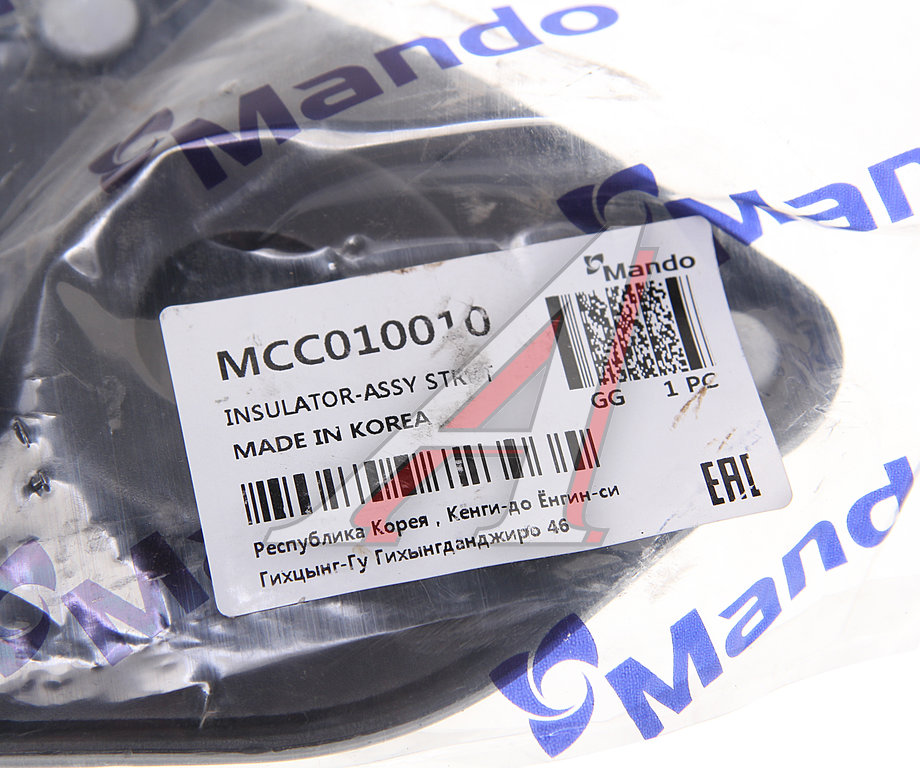 Mando
Mando
Mando
MCC010010
INSULATOR-ASSY STRUT
MADE IN KOREA
GG 1 PC
EAC
Республика Корея , Кенги-до Ёнгин-си
Гихцынг-Гу Гихынгданджиро 46
Mando